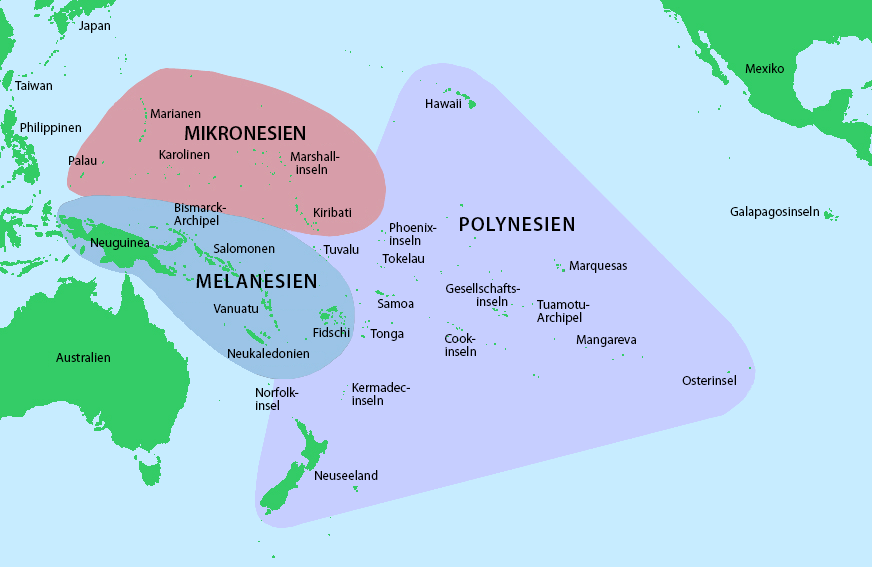 Japan
Mexiko
Taiwan
Hawaii
Marianen
Philippinen
MIKRONESIEN
Karolinen
Marshall-
inseln
Palau
Bismarck-
Archipel
Kiribati
Galapagosinseln
POLYNESIEN
Phoenix-
inseln
Neuguinea
Salomonen
Tuvalu
Tokelau
Marquesas
MELANESIEN
Gesellschafts-
inseln
Samoa
Tuamotu-
Archipel
Vanuatu
Fidschi
Tonga
Cook-
inseln
Mangareva
Neukaledonien
Australien
Osterinsel
Norfolk-
insel
Kermadec-
inseln
Neuseeland